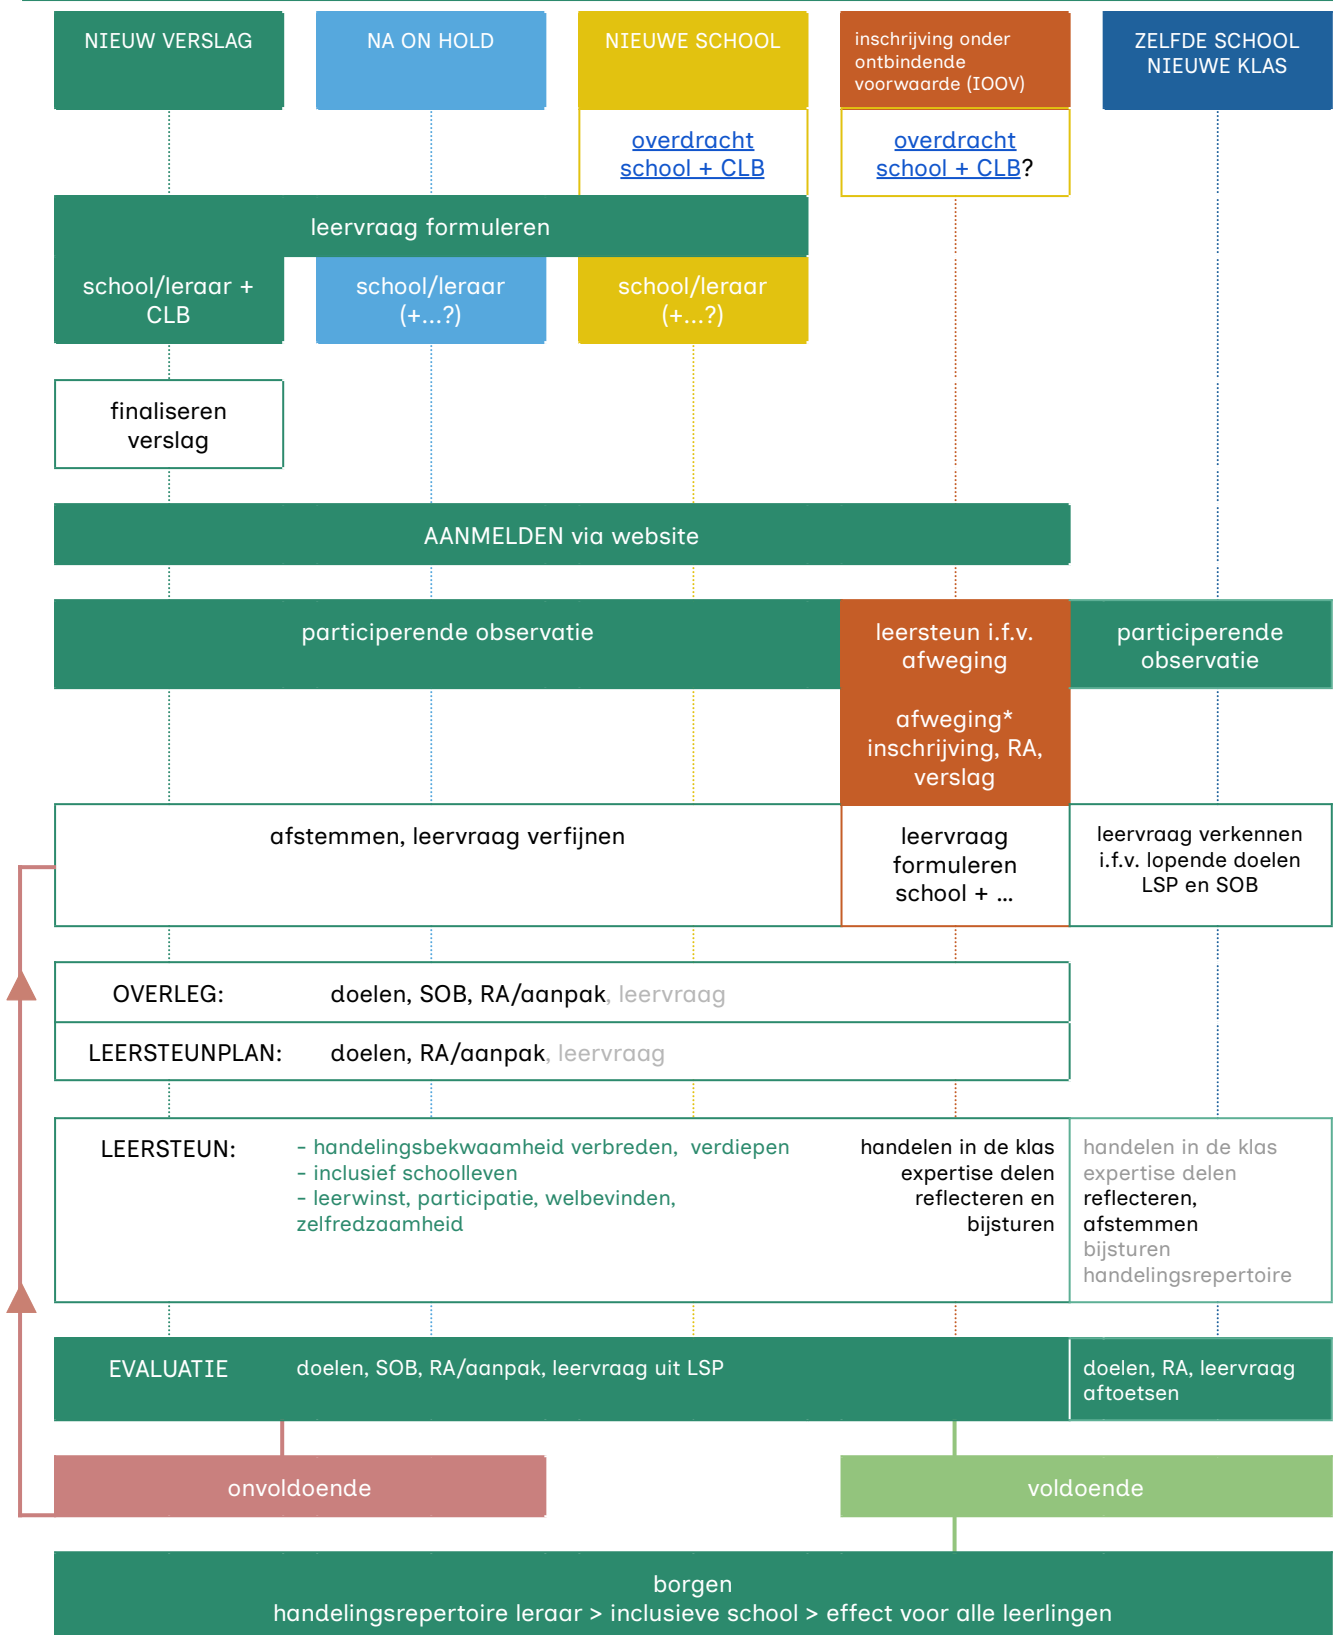 NIEUW VERSLAG
NA ON HOLD
NIEUWE SCHOOL
inschrijving onder
ontbindende
voorwaarde (IOOV)
ZELFDE SCHOOL
NIEUWE KLAS
overdracht
school + CLB
overdracht
school + CLB?
leervraag formuleren
school/leraar +
CLB
school/leraar
(+...?)
school/leraar
(+...?)
finaliseren
verslag
AANMELDEN via website
participerende observatie
leersteun i.f.v.
afweging
participerende
observatie
afweging*
inschrijving, RA,
verslag
afstemmen, leervraag verfijnen
leervraag
formuleren
school + ...
leervraag verkennen
i.f.v. lopende doelen
LSP en SOB
OVERLEG: doelen, SOB, RA/aanpak, leervraag
LEERSTEUNPLAN: doelen, RA/aanpak, leervraag
LEERSTEUN:
- handelingsbekwaamheid verbreden, verdiepen
- inclusief schoolleven
- leerwinst, participatie, welbevinden,
zelfredzaamheid
handelen in de klas
expertise delen
reflecteren en
bijsturen
handelen in de klas
expertise delen
reflecteren,
afstemmen
bijsturen
handelingsrepertoire
EVALUATIE doelen, SOB, RA/aanpak, leervraag uit LSP
doelen, RA, leervraag
aftoetsen
onvoldoende
voldoende
borgen
handelingsrepertoire leraar > inclusieve school > effect voor alle leerlingen